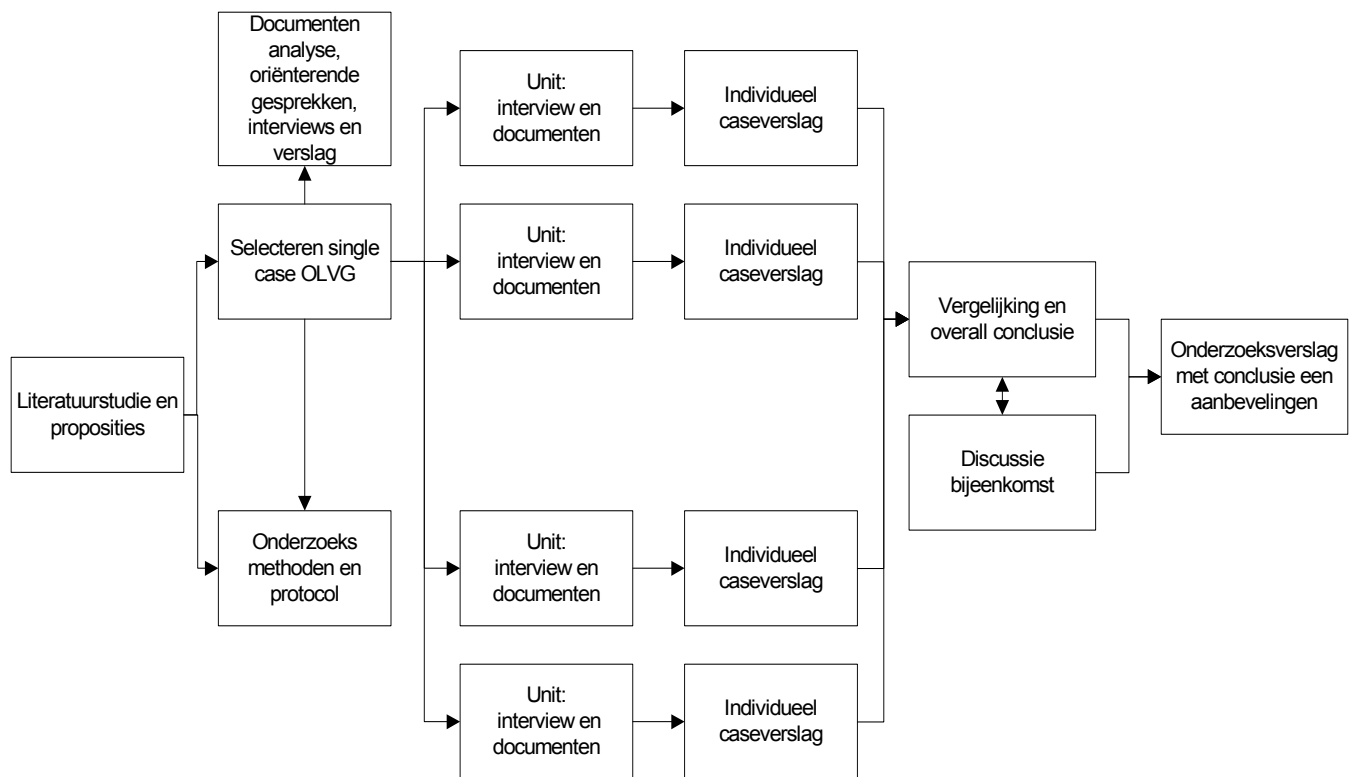 Documenten
analyse,
oriënterende
gesprekken,
interviews en
verslag
Selecteren single
case OLVG
Literatuurstudie en
proposities
Onderzoeks
methoden en
protocol
Unit:
interview en
documenten
Individueel
caseverslag
Unit:
interview en
documenten
Individueel
caseverslag
Unit:
interview en
documenten
Individueel
caseverslag
Unit:
interview en
documenten
Individueel
caseverslag
Vergelijking en
overall conclusie
Discussie
bijeenkomst
Onderzoeksverslag
met conclusie een
aanbevelingen